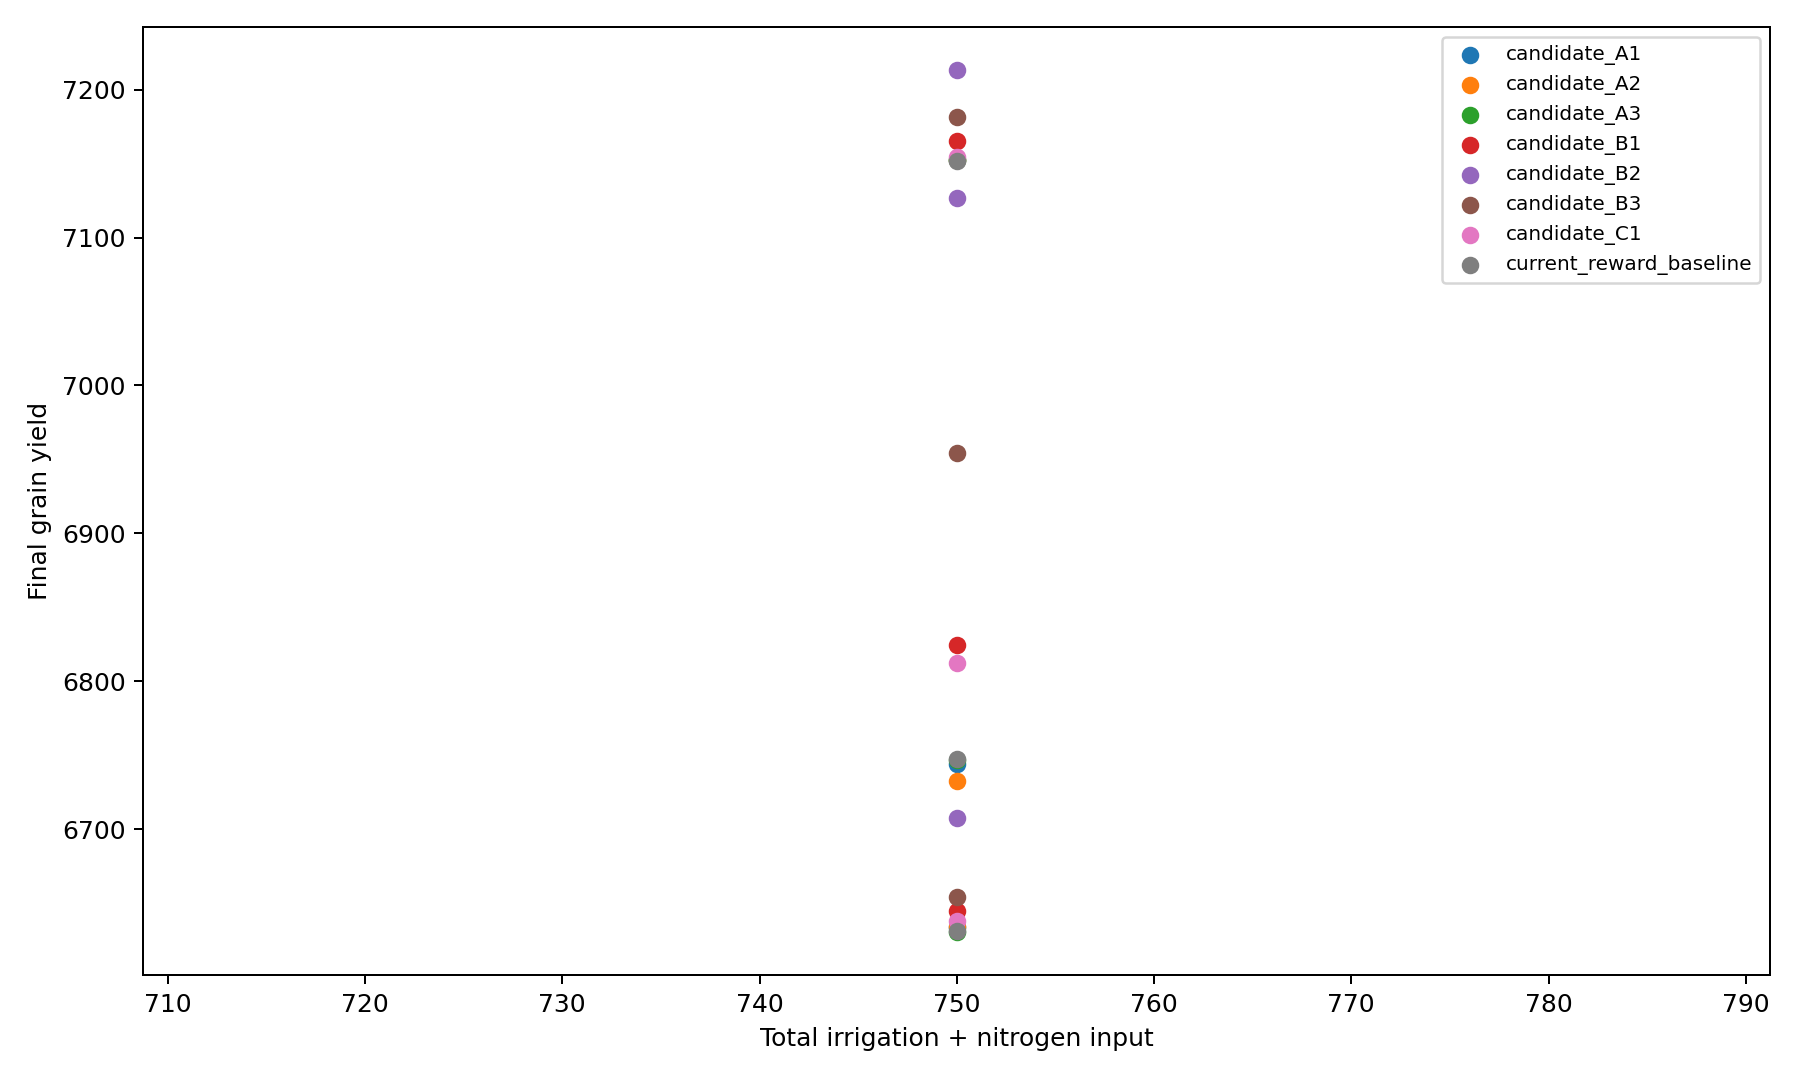 candidate_A1
candidate_A2
candidate_A3
candidate_B1
candidate_B2
candidate_B3
candidate_C1
current_reward_baseline
Final grain yield
7200
7100
7000
6900
6800
6700
710 720 730 740 750 760 770 780 790
Total irrigation + nitrogen input